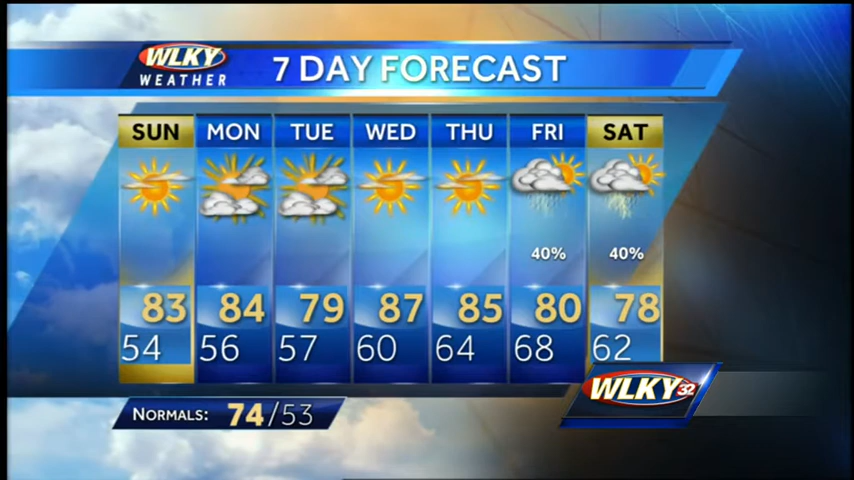 WLKY
WEATHER
7 DAY FORECAST
SUN MON TUE WED THU FRI SAT
40% 40%
83 84 79 87 85 80 78
54 56 57 60 64 68 62
WLKY 32
NORMALS: 74/53